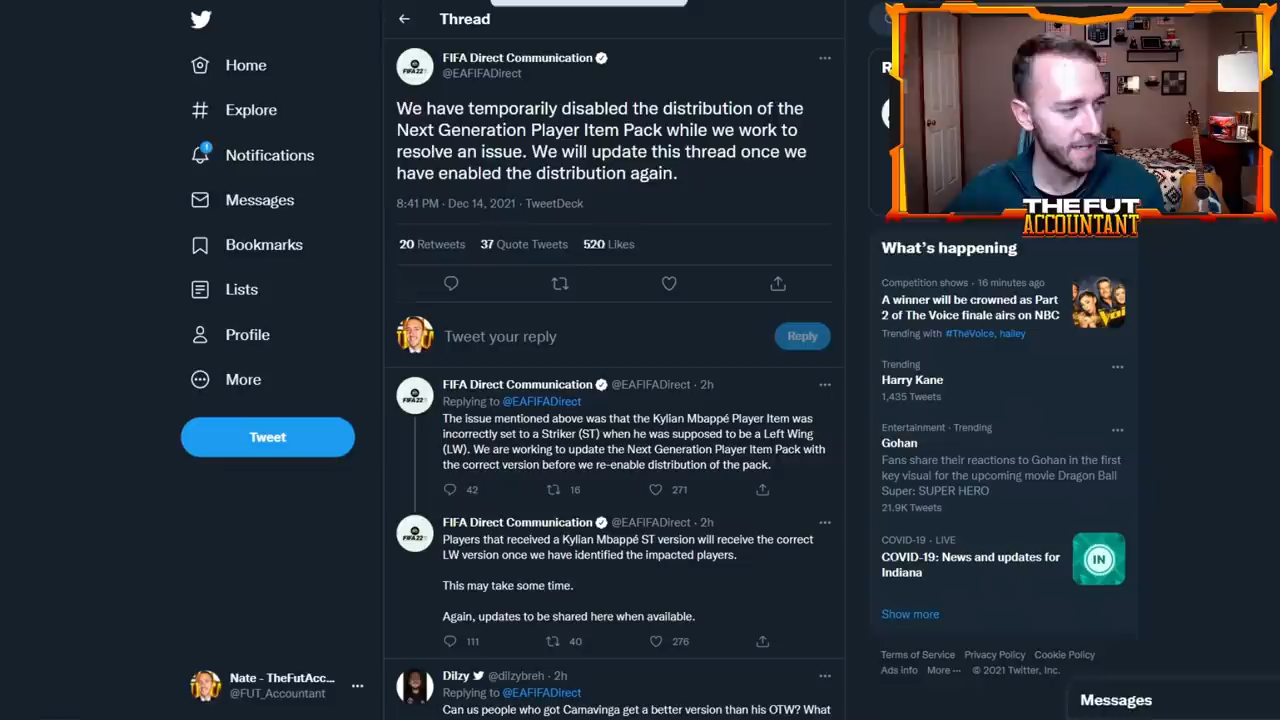 Thread
Home
Explore
Notifications
Messages
Bookmarks
Lists
Profile
More
Tweet
Nate - TheFutAcc...
@FUT_Accountant
FIFA Direct Communication
@EAFIFADirect
We have temporarily disabled the distribution of the
Next Generation Player Item Pack while we work to
resolve an issue. We will update this thread once we
have enabled the distribution again.
8:41 PM · Dec 14, 2021 · TweetDeck
20 Retweets 37 Quote Tweets 520 Likes
Tweet your reply
Reply
FIFA Direct Communication @EAFIFADirect · 2h
Replying to @EAFIFADirect
The issue mentioned above was that the Kylian Mbappé Player Item was
incorrectly set to a Striker (ST) when he was supposed to be a Left Wing
(LW). We are working to update the Next Generation Player Item Pack with
the correct version before we re-enable distribution of the pack.
42 16 271
FIFA Direct Communication @EAFIFADirect · 2h
Players that received a Kylian Mbappé ST version will receive the correct
LW version once we have identified the impacted players.
This may take some time.
Again, updates to be shared here when available.
111 40 276
Dilzy @dilzybreh · 2h
Replying to @EAFIFADirect
Can us people who got Camavinga get a better version than his OTW? What
THE FUT
ACCOUNTANT
What's happening
Competition shows · 16 minutes ago
A winner will be crowned as Part
2 of The Voice finale airs on NBC
Trending with #TheVoice, hailey
Trending
Harry Kane
1,435 Tweets
Entertainment · Trending
Gohan
Fans share their reactions to Gohan in the first
key visual for the upcoming movie Dragon Ball
Super: SUPER HERO
21.9K Tweets
COVID-19 · LIVE
COVID-19: News and updates for
Indiana
IN
Show more
Terms of Service Privacy Policy Cookie Policy
Ads info More ··· © 2021 Twitter, Inc.
Messages